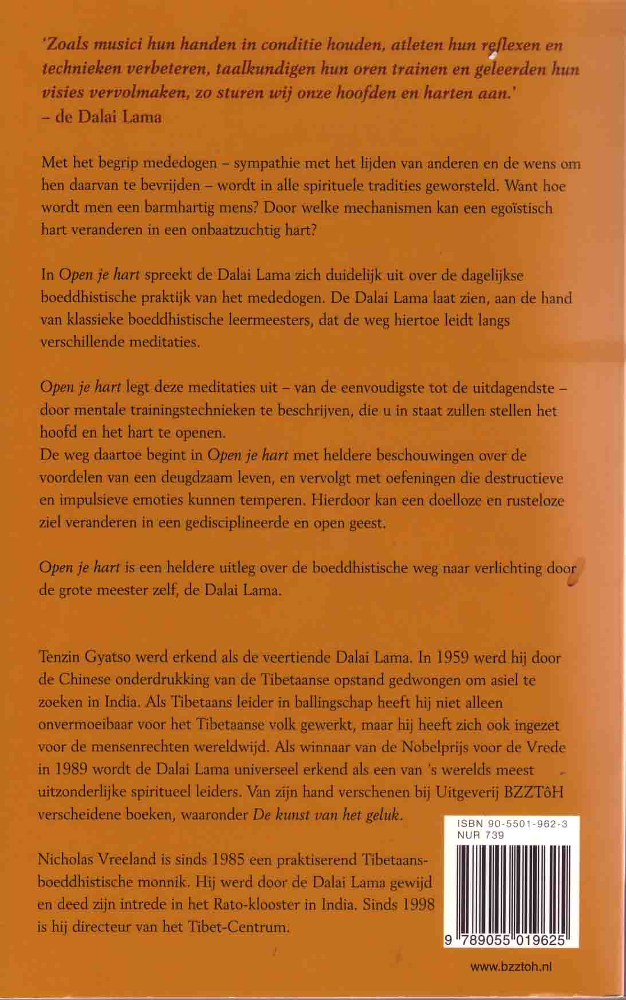 ‘Zoals musici hun handen in conditie houden, atleten hun reflexen en
technieken verbeteren, taalkundigen hun oren trainen en geleerden hun
visies vervolmaken, zo sturen wij onze hoofden en harten aan.’
– de Dalai Lama
Met het begrip mededogen – sympathie met het lijden van anderen en de wens om
hen daarvan te bevrijden – wordt in alle spirituele tradities geworsteld. Want hoe
wordt men een barmhartig mens? Door welke mechanismen kan een egoïstisch
hart veranderen in een onbaatzuchtig hart?
In Open je hart spreekt de Dalai Lama zich duidelijk uit over de dagelijkse
boeddhistische praktijk van het mededogen. De Dalai Lama laat zien, aan de hand
van klassieke boeddhistische leermeesters, dat de weg hiertoe leidt langs
verschillende meditaties.
Open je hart legt deze meditaties uit – van de eenvoudigste tot de uitdagendste –
door mentale trainingstechnieken te beschrijven, die u in staat zullen stellen het
hoofd en het hart te openen.
De weg daartoe begint in Open je hart met heldere beschouwingen over de
voordelen van een deugdzaam leven, en vervolgt met oefeningen die destructieve
en impulsieve emoties kunnen temperen. Hierdoor kan een doelloze en rusteloze
ziel veranderen in een gedisciplineerde en open geest.
Open je hart is een heldere uitleg over de boeddhistische weg naar verlichting door
de grote meester zelf, de Dalai Lama.
Tenzin Gyatso werd erkend als de veertiende Dalai Lama. In 1959 werd hij door
de Chinese onderdrukking van de Tibetaanse opstand gedwongen om asiel te
zoeken in India. Als Tibetaans leider in ballingschap heeft hij niet alleen
onvermoeibaar voor het Tibetaanse volk gewerkt, maar hij heeft zich ook ingezet
voor de mensenrechten wereldwijd. Als winnaar van de Nobelprijs voor de Vrede
in 1989 wordt de Dalai Lama universeel erkend als een van 's werelds meest
uitzonderlijke spiritueel leiders. Van zijn hand verschenen bij Uitgeverij BZZTôH
verscheidene boeken, waaronder De kunst van het geluk.
Nicholas Vreeland is sinds 1985 een praktiserend Tibetaans-
boeddhistische monnik. Hij werd door de Dalai Lama gewijd
en deed zijn intrede in het Rato-klooster in India. Sinds 1998
is hij directeur van het Tibet-Centrum.
ISBN 90-5501-962-3
NUR 739
9 789055 019625
www.bzztoh.nl